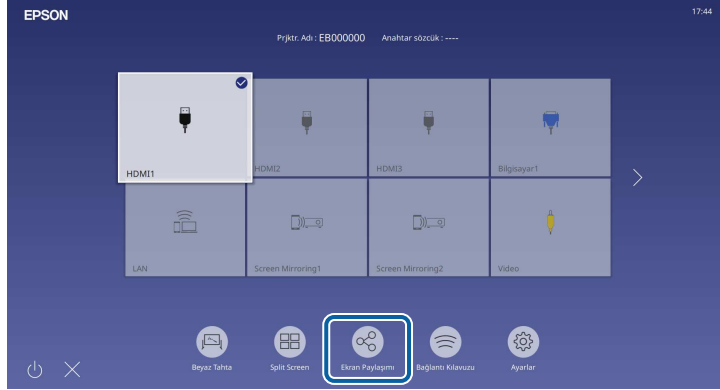 EPSON
17:44
Prjktr. Adı : EB000000 Anahtar sözcük : ----
HDMI1
HDMI2
HDMI3
Bilgisayar1
LAN
Screen Mirroring1
Screen Mirroring2
Video
Beyaz Tahta
Split Screen
Ekran Paylaşımı
Bağlantı Kılavuzu
Ayarlar